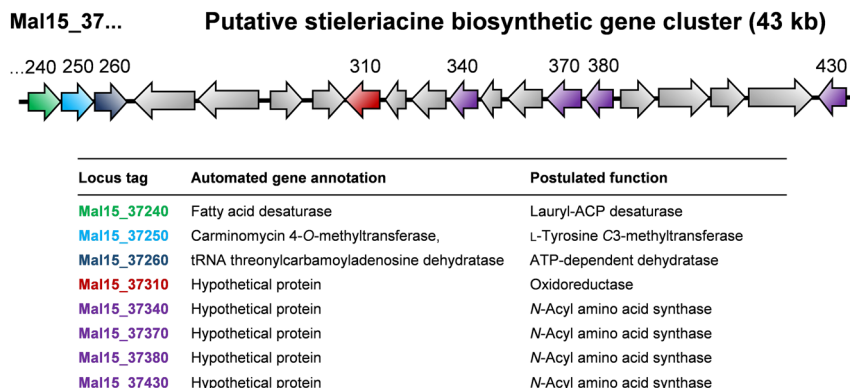 Mal15_37... Putative stieleriacine biosynthetic gene cluster (43 kb)
...240 250 260 310 340 370 380 430
Locus tag Automated gene annotation Postulated function
Mal15_37240 Fatty acid desaturase Lauryl-ACP desaturase
Mal15_37250 Carminomycin 4-O-methyltransferase, L-Tyrosine C3-methyltransferase
Mal15_37260 tRNA threonylcarbamoyladenosine dehydratase ATP-dependent dehydratase
Mal15_37310 Hypothetical protein Oxidoreductase
Mal15_37340 Hypothetical protein N-Acyl amino acid synthase
Mal15_37370 Hypothetical protein N-Acyl amino acid synthase
Mal15_37380 Hypothetical protein N-Acyl amino acid synthase
Mal15_37430 Hypothetical protein N-Acyl amino acid synthase